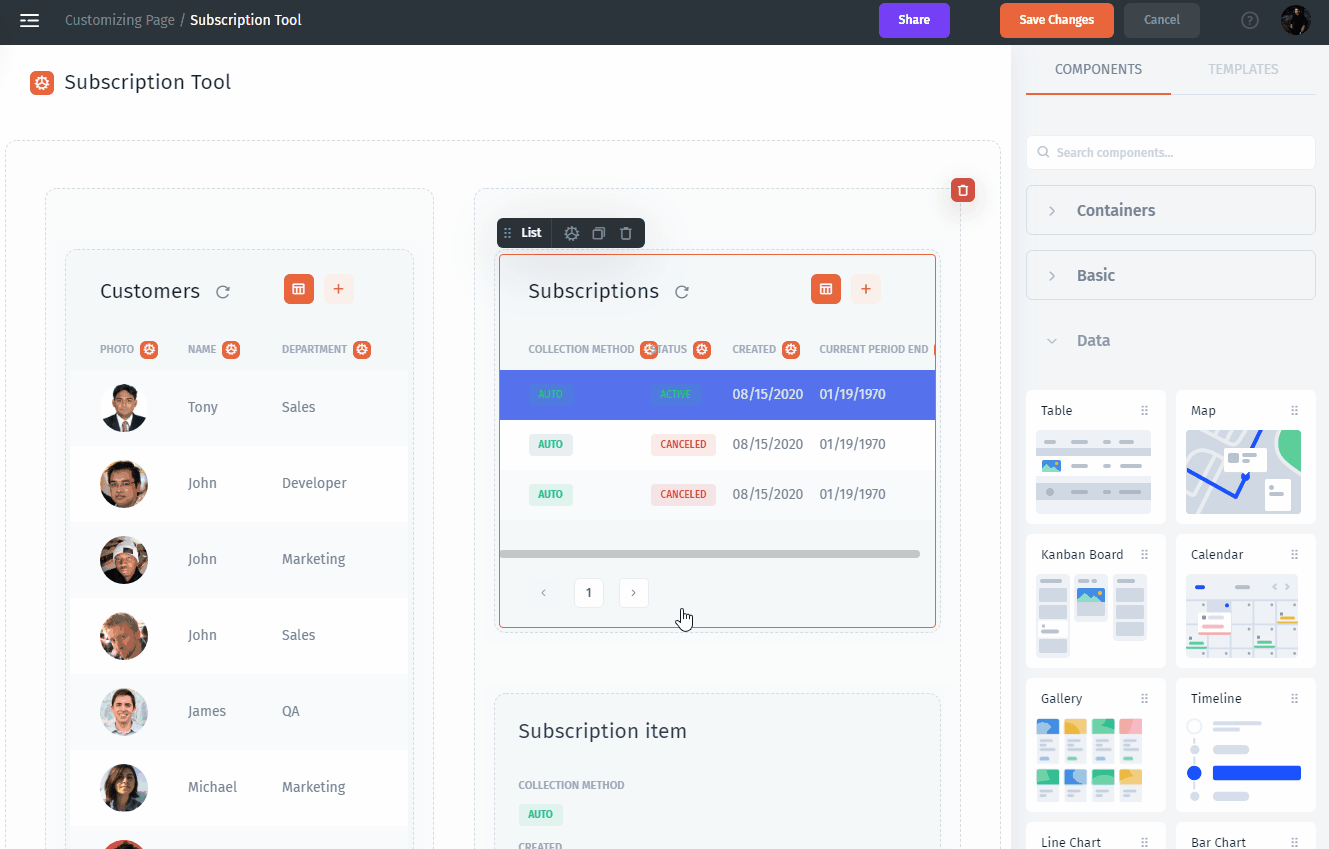 Customizing Page / Subscription Tool
Share
Save Changes
Cancel
?
Subscription Tool
COMPONENTS
TEMPLATES
Search components...
Containers
Basic
Data
Table
Map
Kanban Board
Calendar
Gallery
Timeline
Line Chart
Bar Chart
Customers
+
PHOTO NAME DEPARTMENT
Tony Sales
John Developer
John Marketing
John Sales
James QA
Michael Marketing
List
Subscriptions
+
COLLECTION METHOD TATUS CREATED CURRENT PERIOD END
AUTO ACTIVE 08/15/2020 01/19/1970
AUTO CANCELED 08/15/2020 01/19/1970
AUTO CANCELED 08/15/2020 01/19/1970
1
Subscription item
COLLECTION METHOD
AUTO
CREATED